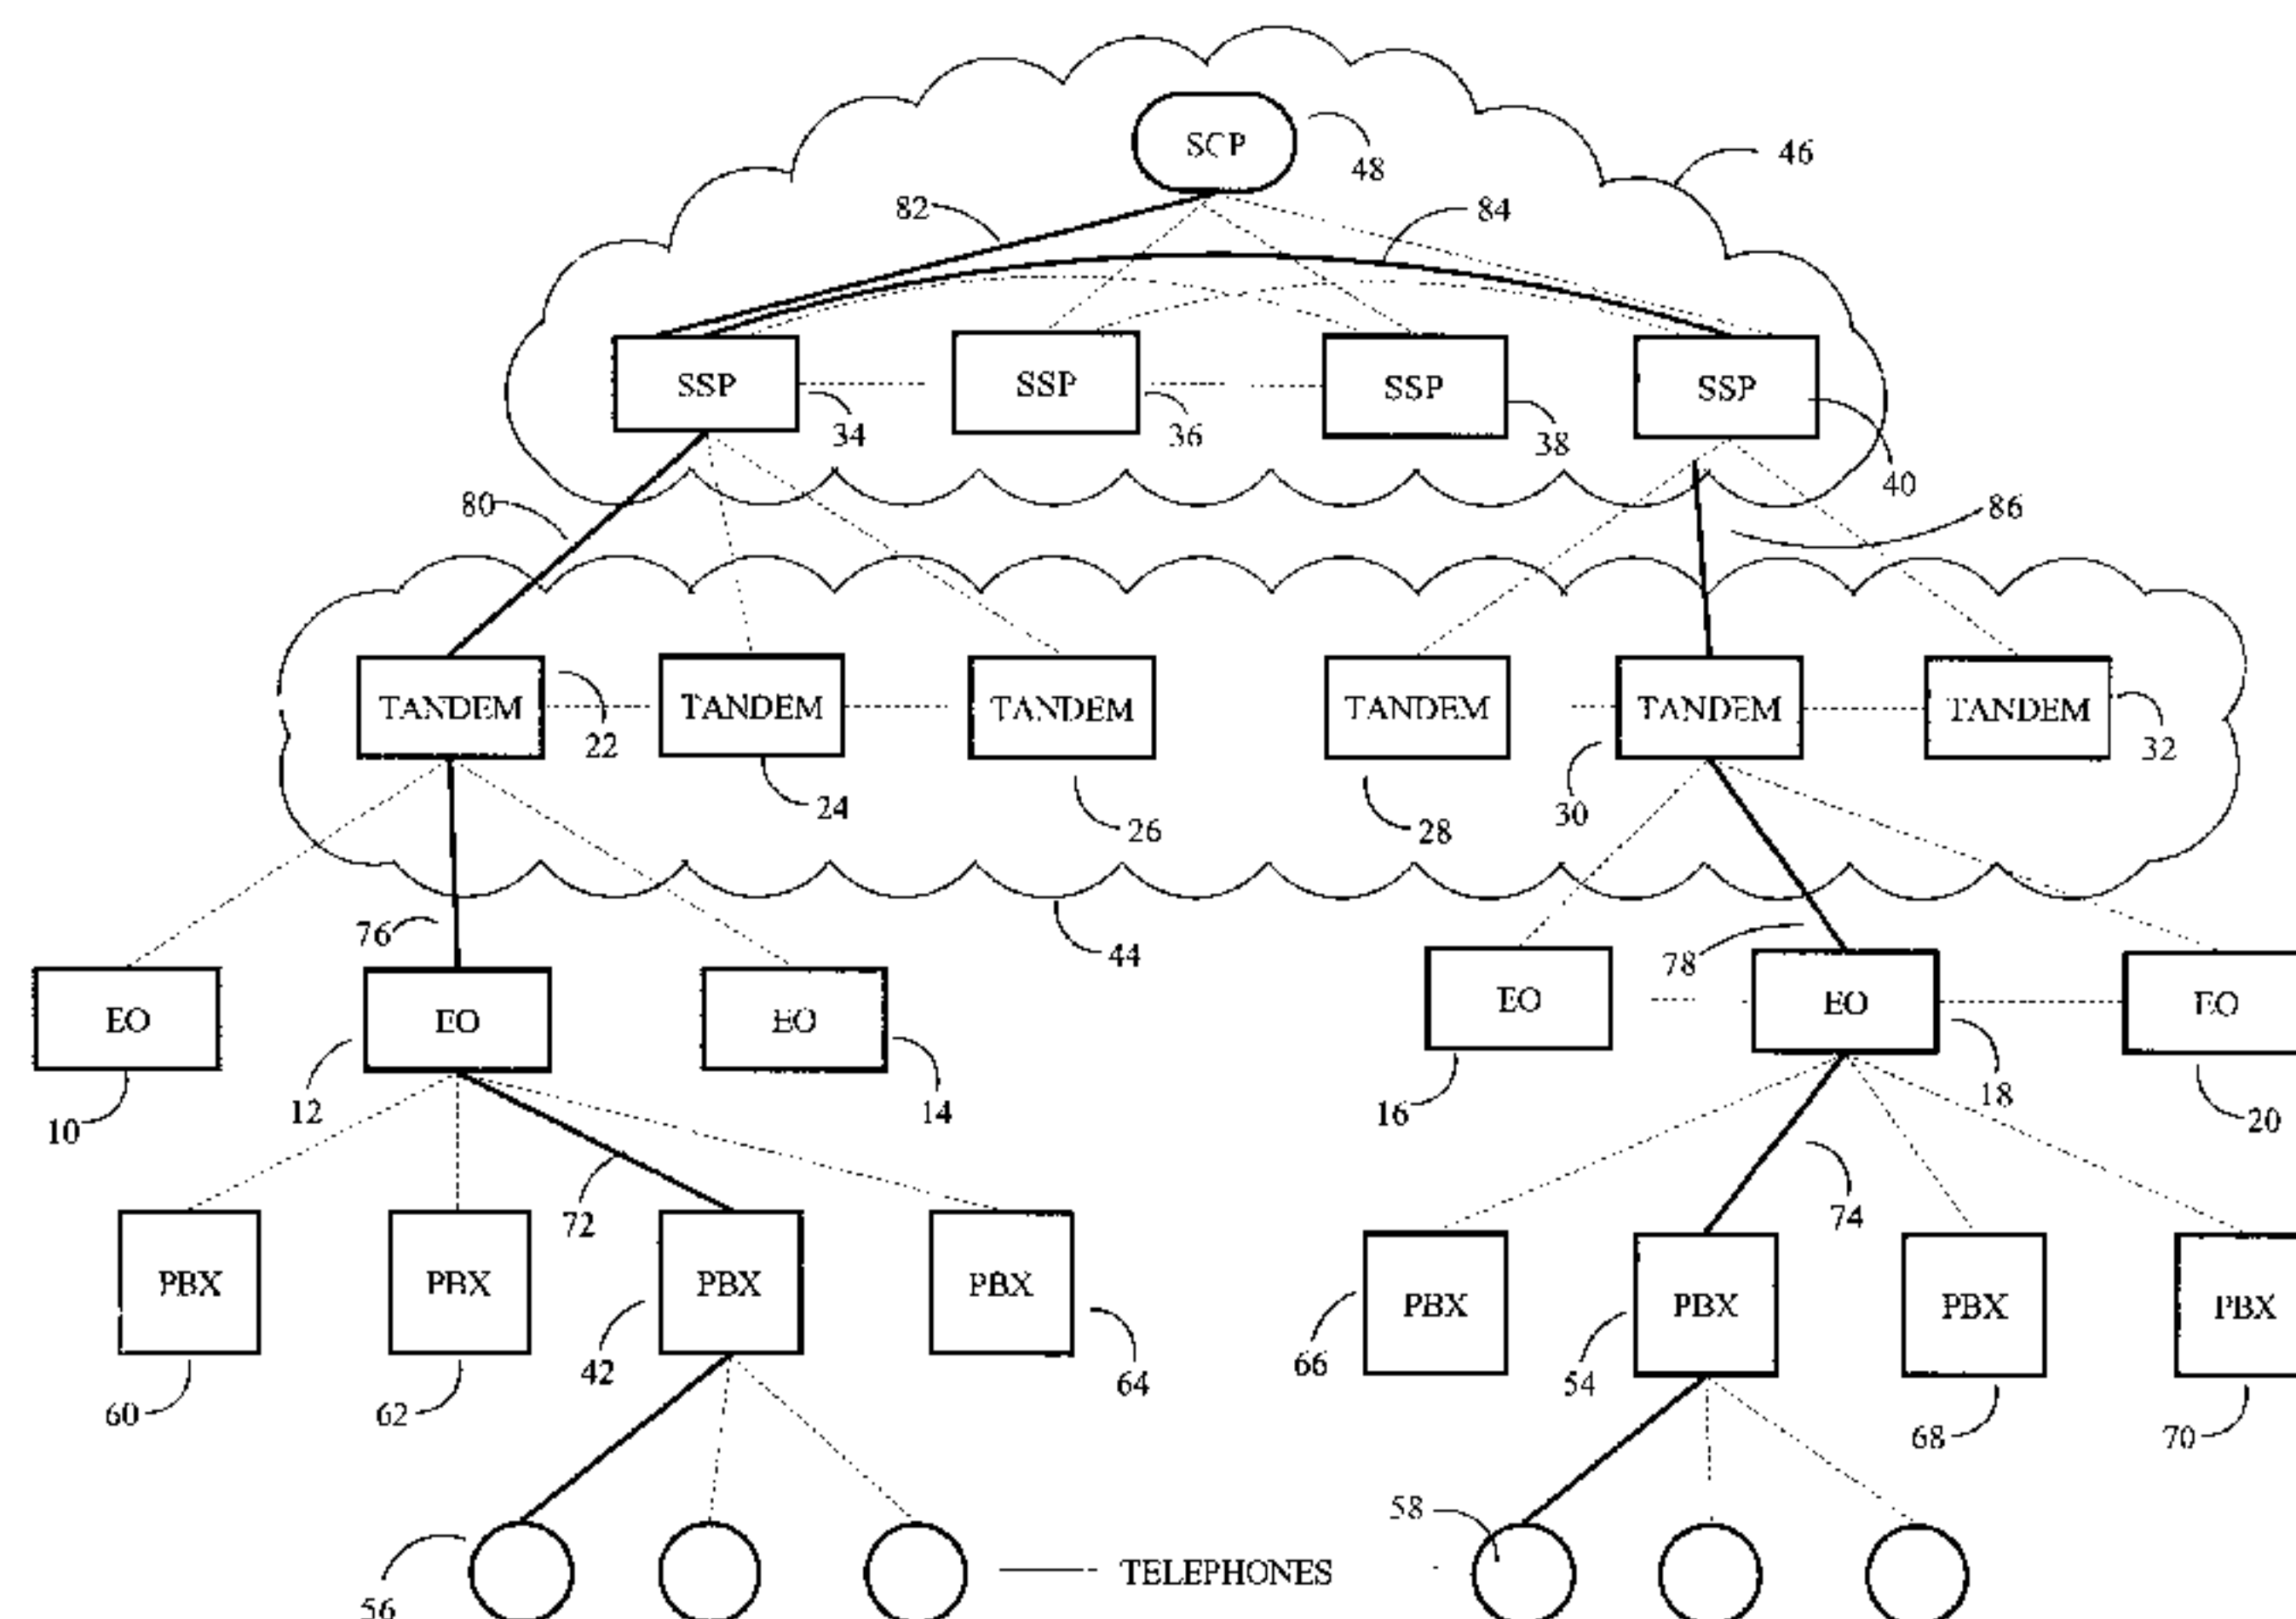 SCP
48
46
82
84
SSP
SSP
SSP
SSP
34
36
38
40
80
86
TANDEM
TANDEM
TANDEM
TANDEM
TANDEM
TANDEM
22
24
26
28
30
32
76
44
78
EO
EO
EO
EO
EO
EO
10
12
14
16
18
20
72
74
PBX
PBX
PBX
PBX
PBX
PBX
PBX
PBX
60
62
42
64
66
54
68
70
56
TELEPHONES
58